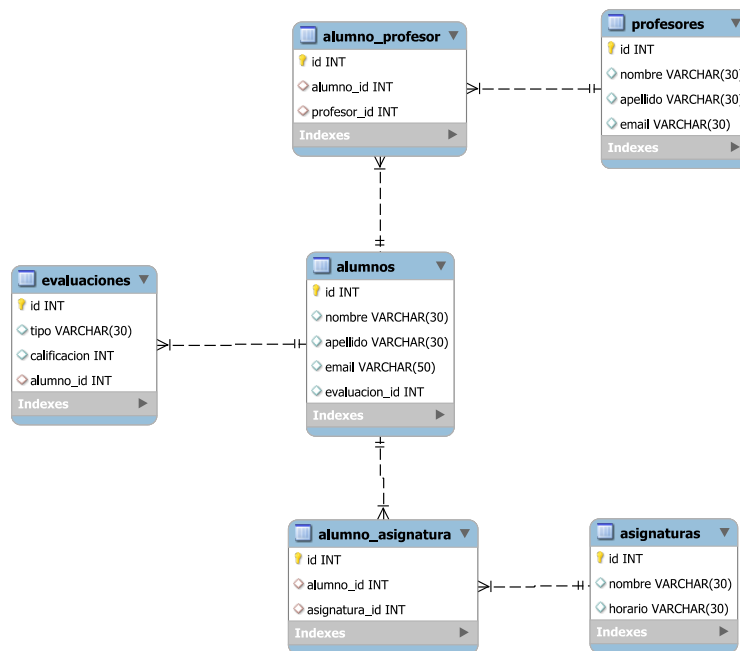 alumno_profesor
id INT
alumno_id INT
profesor_id INT
Indexes
profesores
id INT
nombre VARCHAR(30)
apellido VARCHAR(30)
email VARCHAR(30)
Indexes
evaluaciones
id INT
tipo VARCHAR(30)
calificacion INT
alumno_id INT
Indexes
alumnos
id INT
nombre VARCHAR(30)
apellido VARCHAR(30)
email VARCHAR(50)
evaluacion_id INT
Indexes
alumno_asignatura
id INT
alumno_id INT
asignatura_id INT
Indexes
asignaturas
id INT
nombre VARCHAR(30)
horario VARCHAR(30)
Indexes